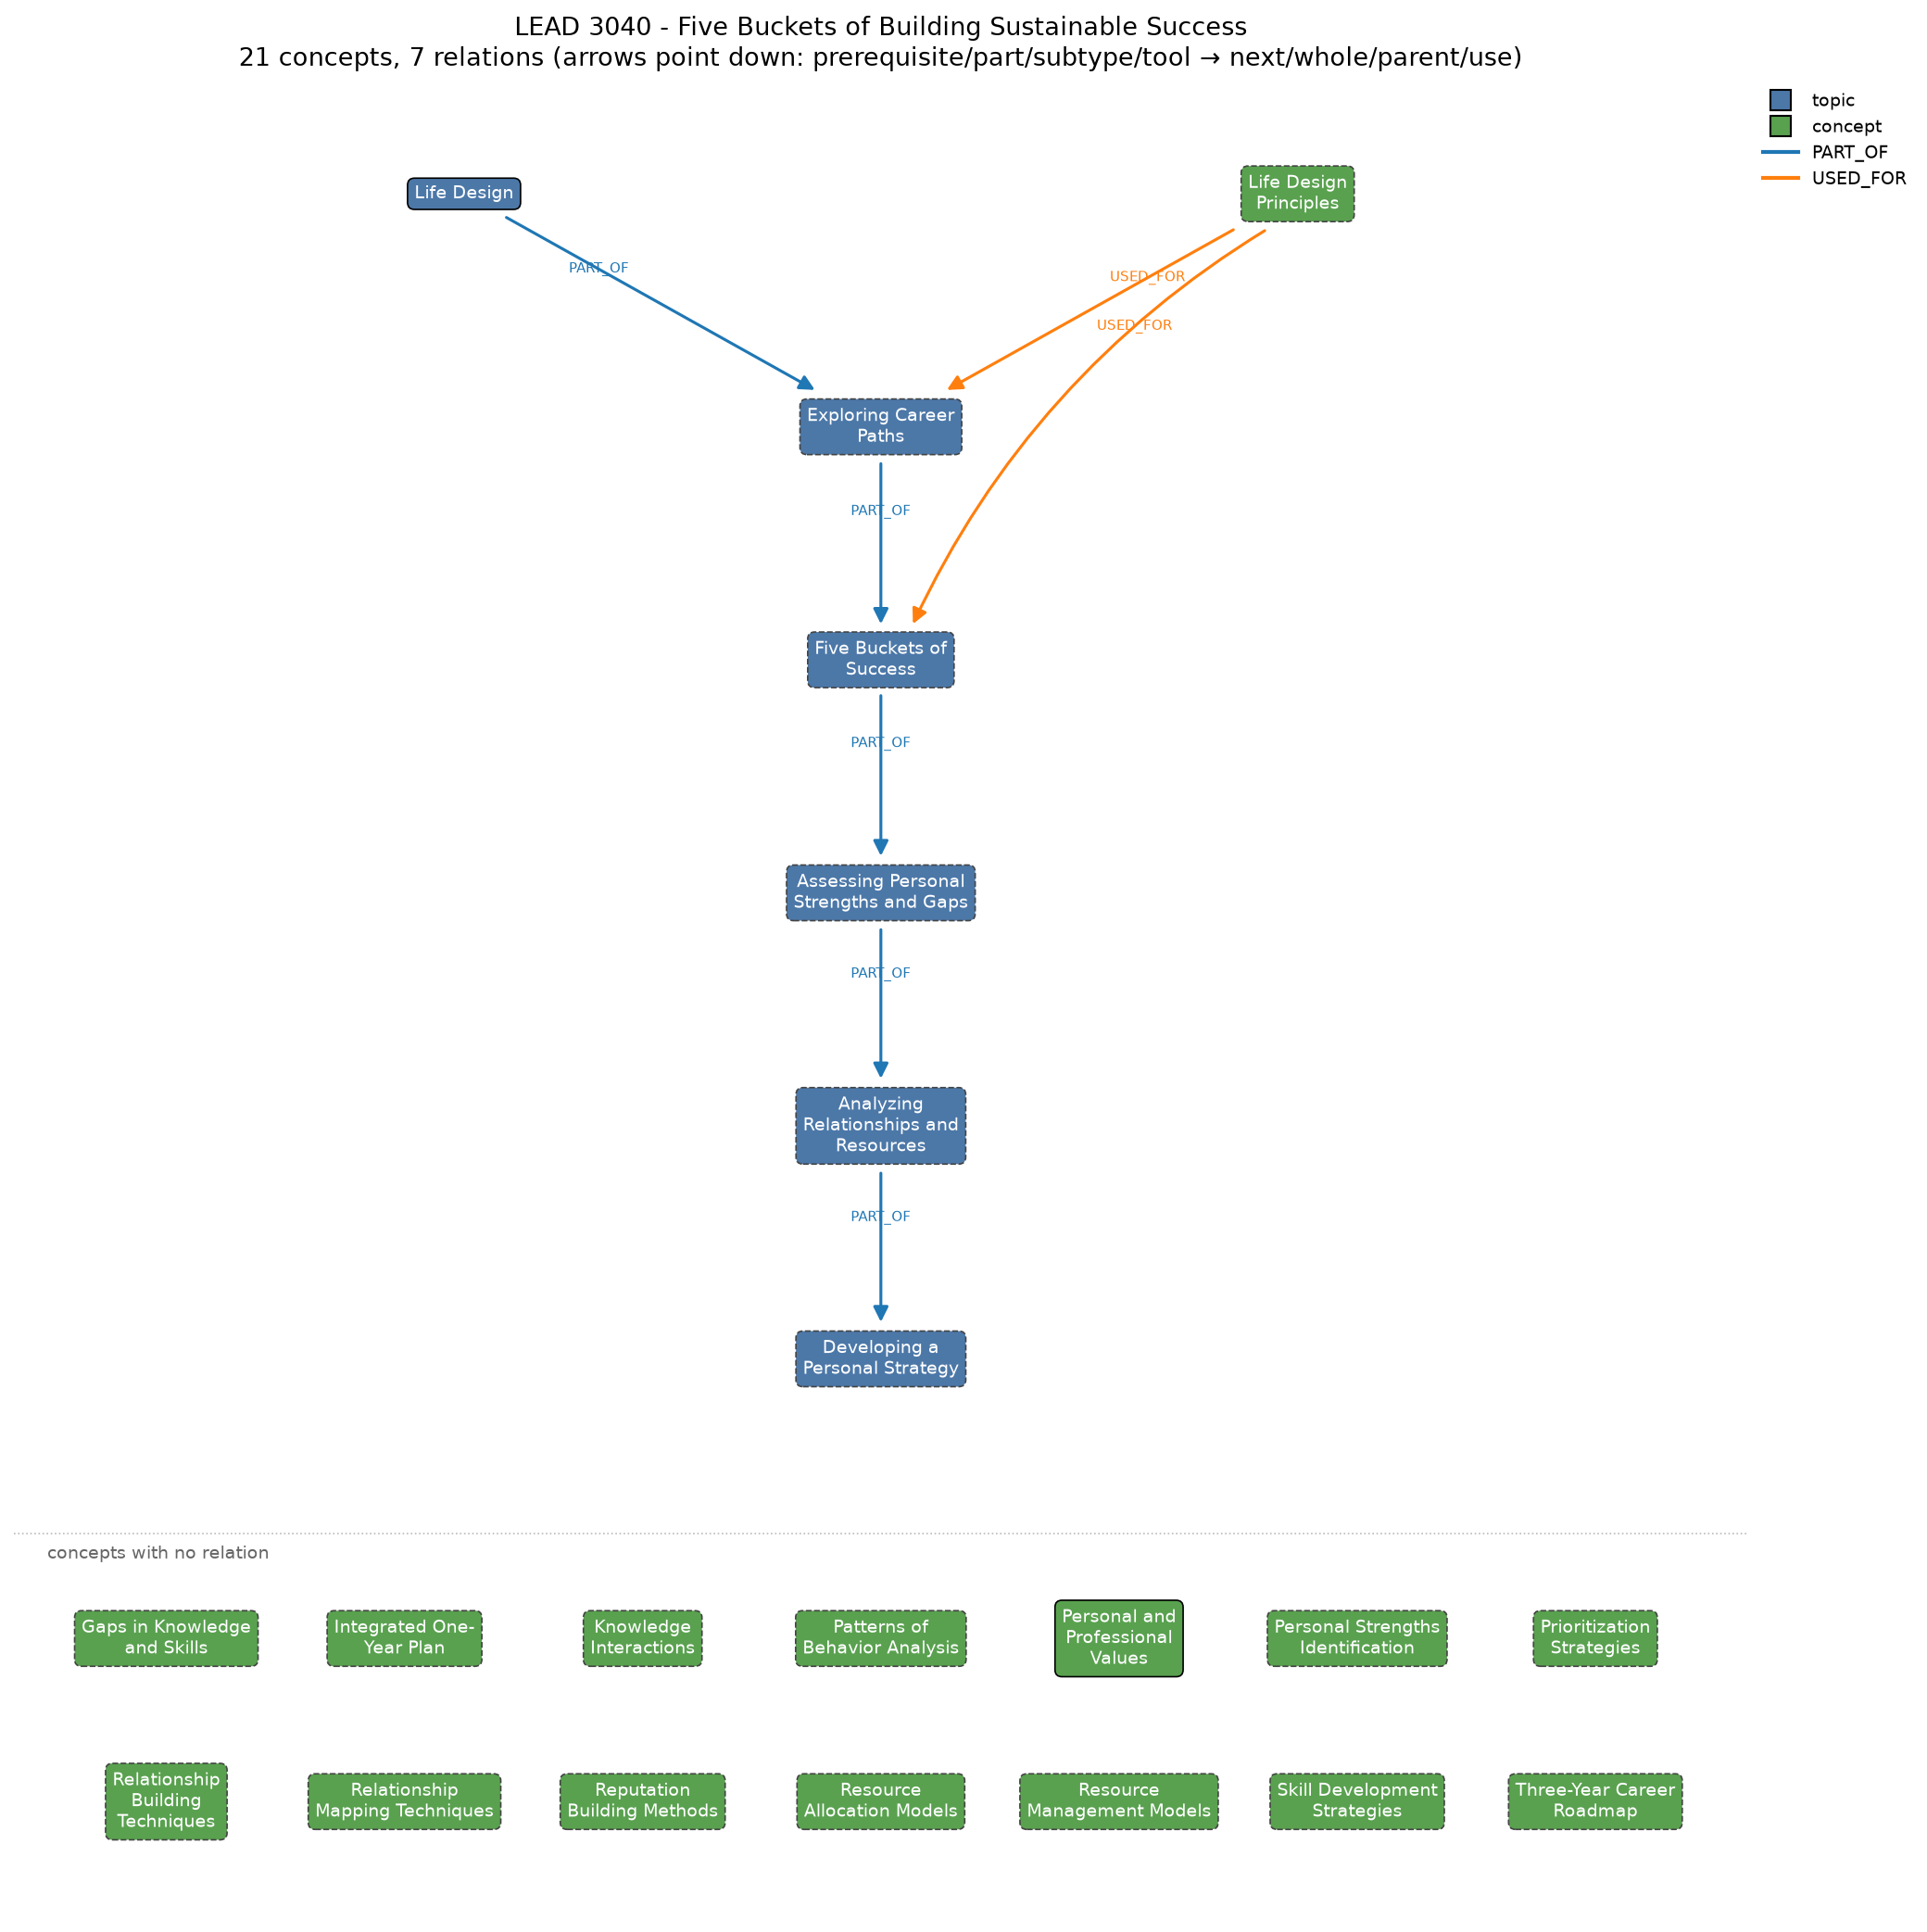 LEAD 3040 - Five Buckets of Building Sustainable Success
21 concepts, 7 relations (arrows point down: prerequisite/part/subtype/tool → next/whole/parent/use)
topic
concept
PART_OF
USED_FOR
Life Design
Life Design
Principles
PART_OF
USED_FOR
USED_FOR
Exploring Career
Paths
PART_OF
Five Buckets of
Success
PART_OF
Assessing Personal
Strengths and Gaps
PART_OF
Analyzing
Relationships and
Resources
PART_OF
Developing a
Personal Strategy
concepts with no relation
Gaps in Knowledge
and Skills
Integrated One-
Year Plan
Knowledge
Interactions
Patterns of
Behavior Analysis
Personal and
Professional
Values
Personal Strengths
Identification
Prioritization
Strategies
Relationship
Building
Techniques
Relationship
Mapping Techniques
Reputation
Building Methods
Resource
Allocation Models
Resource
Management Models
Skill Development
Strategies
Three-Year Career
Roadmap